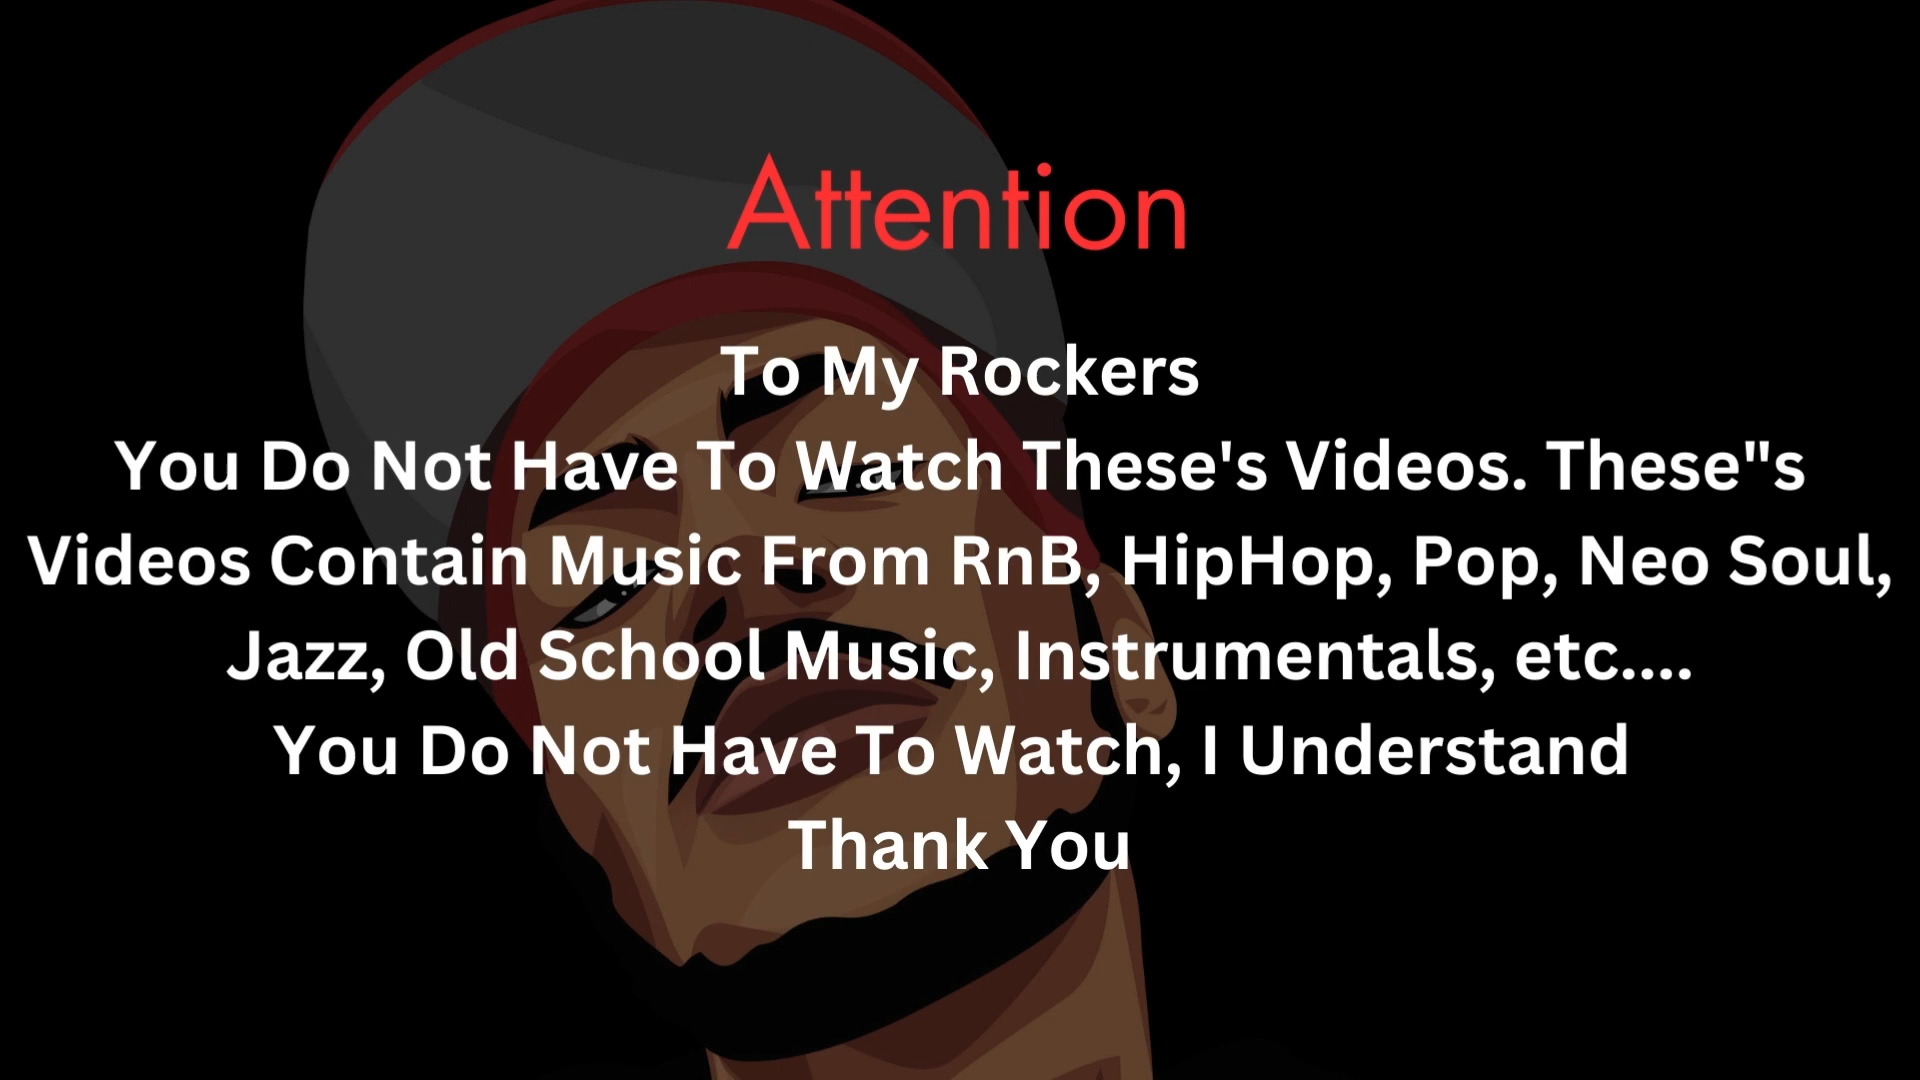 Attention
To My Rockers
You Do Not Have To Watch These's Videos. These"s
Videos Contain Music From RnB, HipHop, Pop, Neo Soul,
Jazz, Old School Music, Instrumentals, etc....
You Do Not Have To Watch, I Understand
Thank You